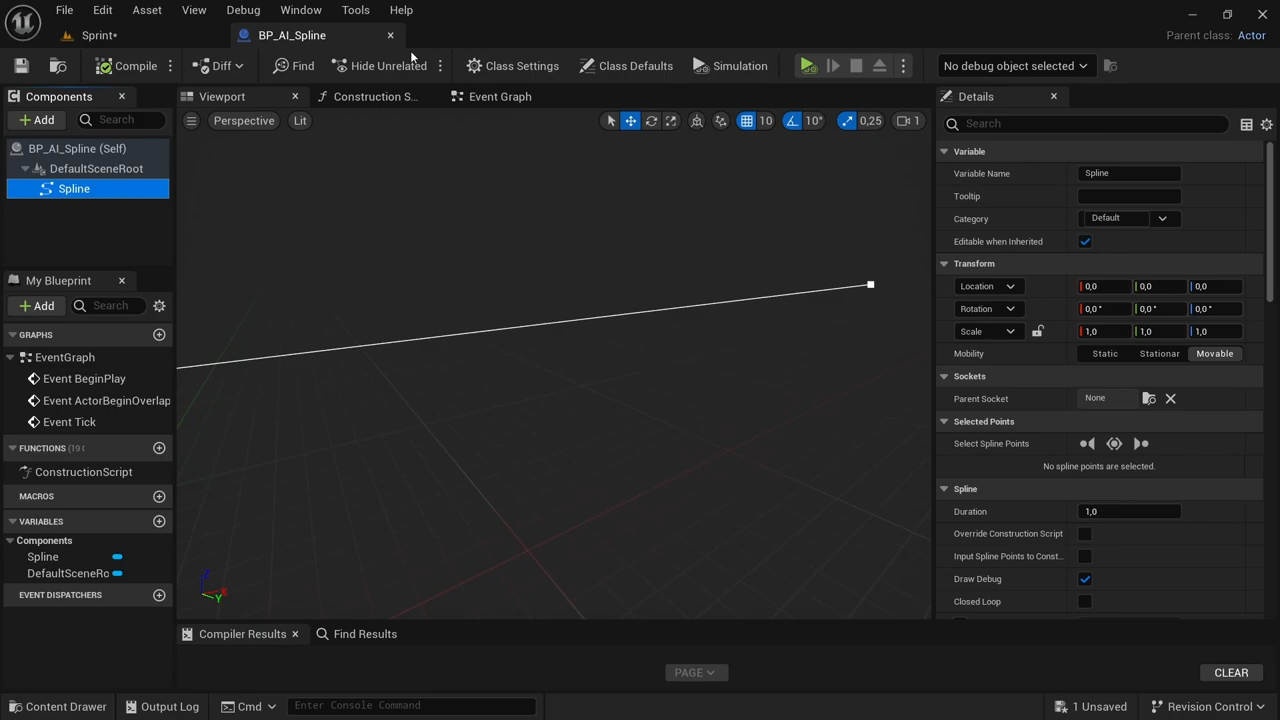 File Edit Asset View Debug Window Tools Help
Sprint*
BP_AI_Spline
Parent class: Actor
Compile
Diff
Find
Hide Unrelated
Class Settings
Class Defaults
Simulation
No debug object selected
Components
Add
Search
BP_AI_Spline (Self)
DefaultSceneRoot
Spline
My Blueprint
Add
Search
GRAPHS
EventGraph
Event BeginPlay
Event ActorBeginOverlap
Event Tick
FUNCTIONS (19 (
ConstructionScript
MACROS
VARIABLES
Components
Spline
DefaultSceneRo
EVENT DISPATCHERS
Viewport
Construction S...
Event Graph
Perspective
Lit
10
10°
0,25
1
X
Y
Compiler Results
Find Results
PAGE
CLEAR
Details
Search
Variable
Variable Name Spline
Tooltip
Category Default
Editable when Inherited
Transform
Location 0,0 0,0 0,0
Rotation 0,0 ° 0,0 ° 0,0 °
Scale 1,0 1,0 1,0
Mobility Static Stationar Movable
Sockets
Parent Socket None
Selected Points
Select Spline Points
No spline points are selected.
Spline
Duration 1,0
Override Construction Script
Input Spline Points to Const...
Draw Debug
Closed Loop
Content Drawer
Output Log
Cmd
Enter Console Command
1 Unsaved
Revision Control